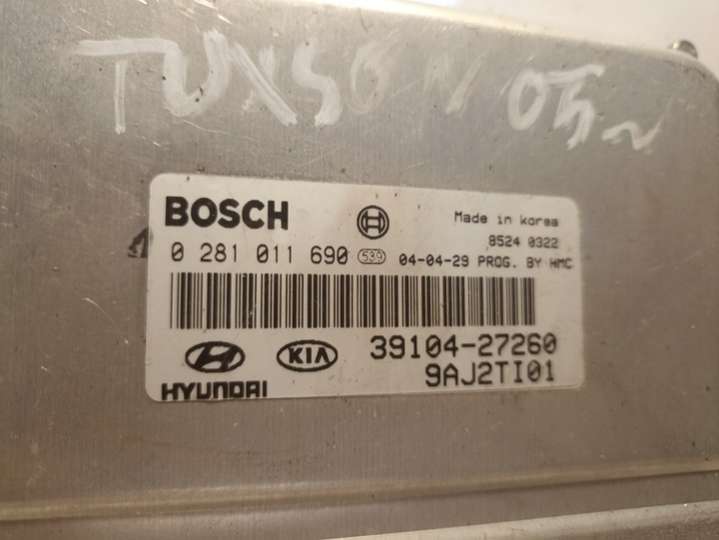 TUXSON 05
BOSCH
Made in korea
8524 0322
0 281 011 690 539 04-04-29 PROG. BY HMC
HYUNDAI KIA
39104-27260
9AJ2TI01